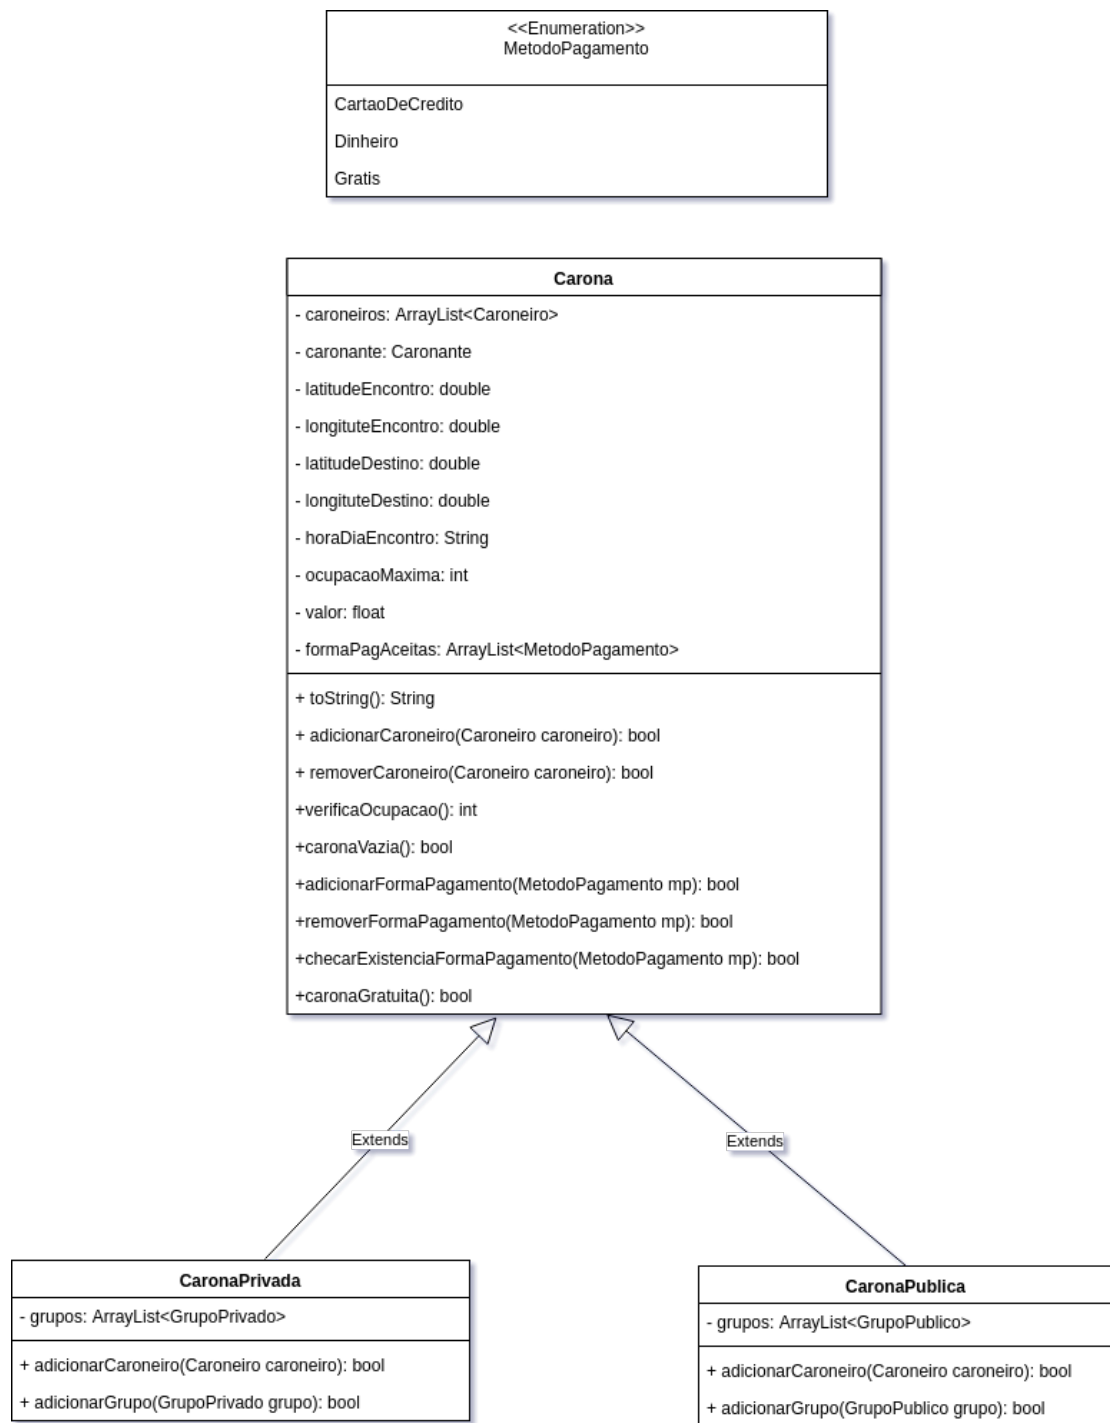 <<Enumeration>>
MetodoPagamento
CartaoDeCredito
Dinheiro
Gratis
Carona
- caroneiros: ArrayList<Caroneiro>
- caronante: Caronante
- latitudeEncontro: double
- longituteEncontro: double
- latitudeDestino: double
- longituteDestino: double
- horaDiaEncontro: String
- ocupacaoMaxima: int
- valor: float
- formaPagAceitas: ArrayList<MetodoPagamento>
+ toString(): String
+ adicionarCaroneiro(Caroneiro caroneiro): bool
+ removerCaroneiro(Caroneiro caroneiro): bool
+verificaOcupacao(): int
+caronaVazia(): bool
+adicionarFormaPagamento(MetodoPagamento mp): bool
+removerFormaPagamento(MetodoPagamento mp): bool
+checarExistenciaFormaPagamento(MetodoPagamento mp): bool
+caronaGratuita(): bool
Extends
Extends
CaronaPrivada
- grupos: ArrayList<GrupoPrivado>
+ adicionarCaroneiro(Caroneiro caroneiro): bool
+ adicionarGrupo(GrupoPrivado grupo): bool
CaronaPublica
- grupos: ArrayList<GrupoPublico>
+ adicionarCaroneiro(Caroneiro caroneiro): bool
+ adicionarGrupo(GrupoPublico grupo): bool